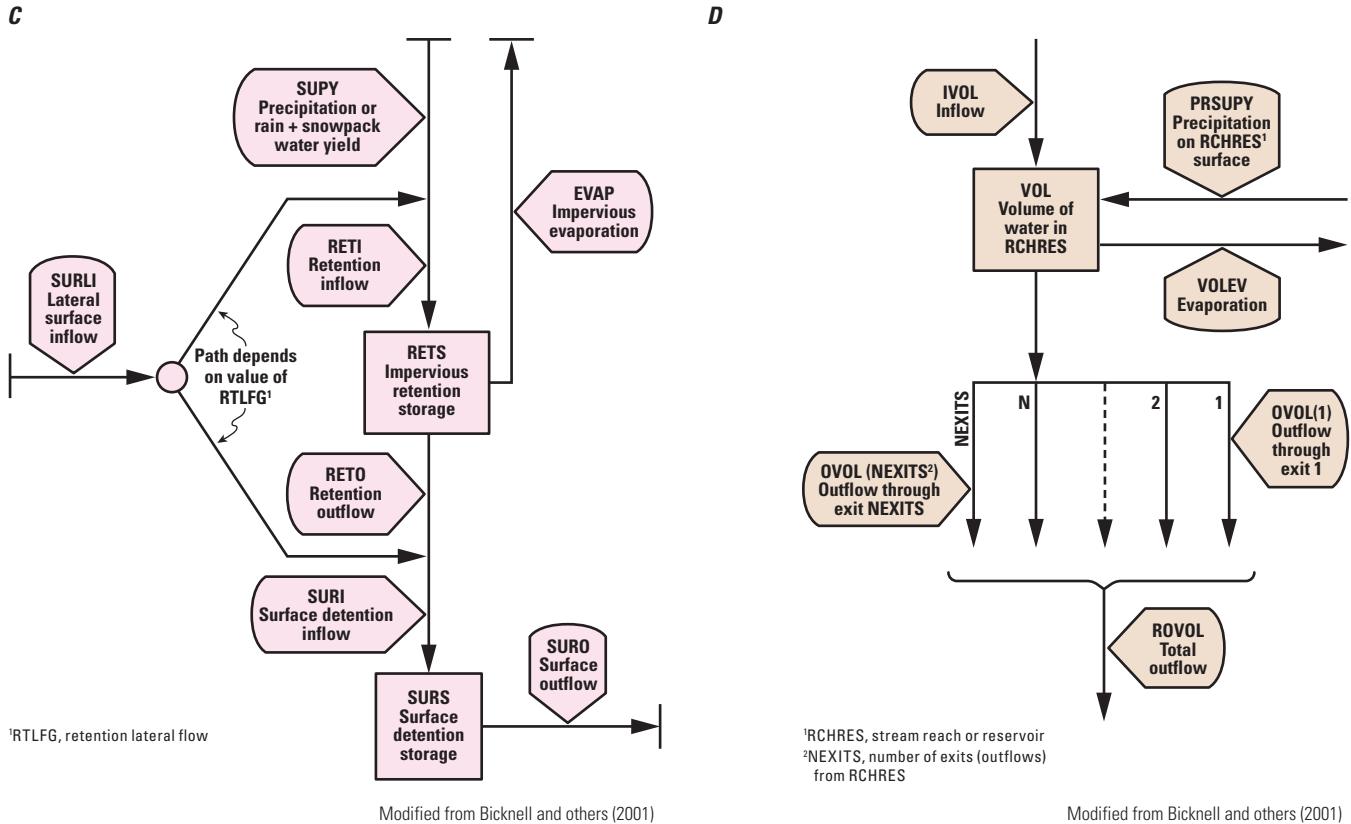 C
SUPY
Precipitation or
rain + snowpack
water yield
EVAP
Impervious
evaporation
RETI
Retention
inflow
SURLI
Lateral
surface
inflow
Path depends
on value of
RTLFG¹
RETS
Impervious
retention
storage
RETO
Retention
outflow
SURI
Surface detention
inflow
SURO
Surface
outflow
SURS
Surface
detention
storage
¹RTLFG, retention lateral flow
Modified from Bicknell and others (2001)
D
IVOL
Inflow
PRSUPY
Precipitation
on RCHRES¹
surface
VOL
Volume of
water in
RCHRES
VOLEV
Evaporation
NEXITS
N
2
1
OVOL(1)
Outflow
through
exit 1
OVOL (NEXITS²)
Outflow through
exit NEXITS
ROVOL
Total
outflow
¹RCHRES, stream reach or reservoir
²NEXITS, number of exits (outflows)
from RCHRES
Modified from Bicknell and others (2001)